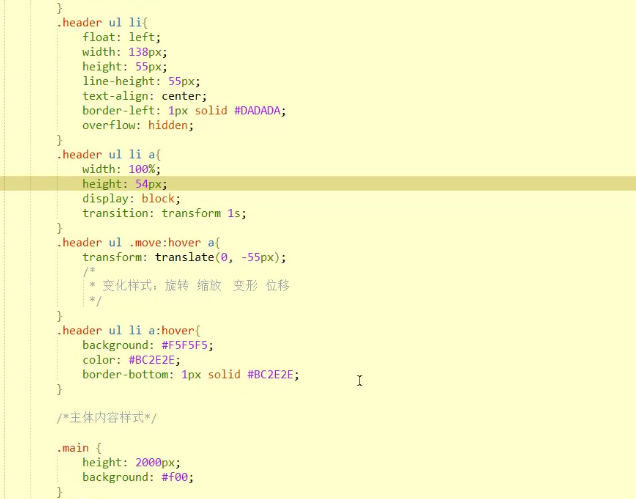 }
.header ul li{
float: left;
width: 138px;
height: 55px;
line-height: 55px;
text-align: center;
border-left: 1px solid #DADADA;
overflow: hidden;
}
.header ul li a{
width: 100%;
height: 54px;
display: block;
transition: transform 1s;
}
.header ul .move:hover a{
transform: translate(0, -55px);
/*
* 变化样式：旋转 缩放 变形 位移
*/
}
.header ul li a:hover{
background: #F5F5F5;
color: #BC2E2E;
border-bottom: 1px solid #BC2E2E;
}
/*主体内容样式*/
.main {
height: 2000px;
background: #f00;
}